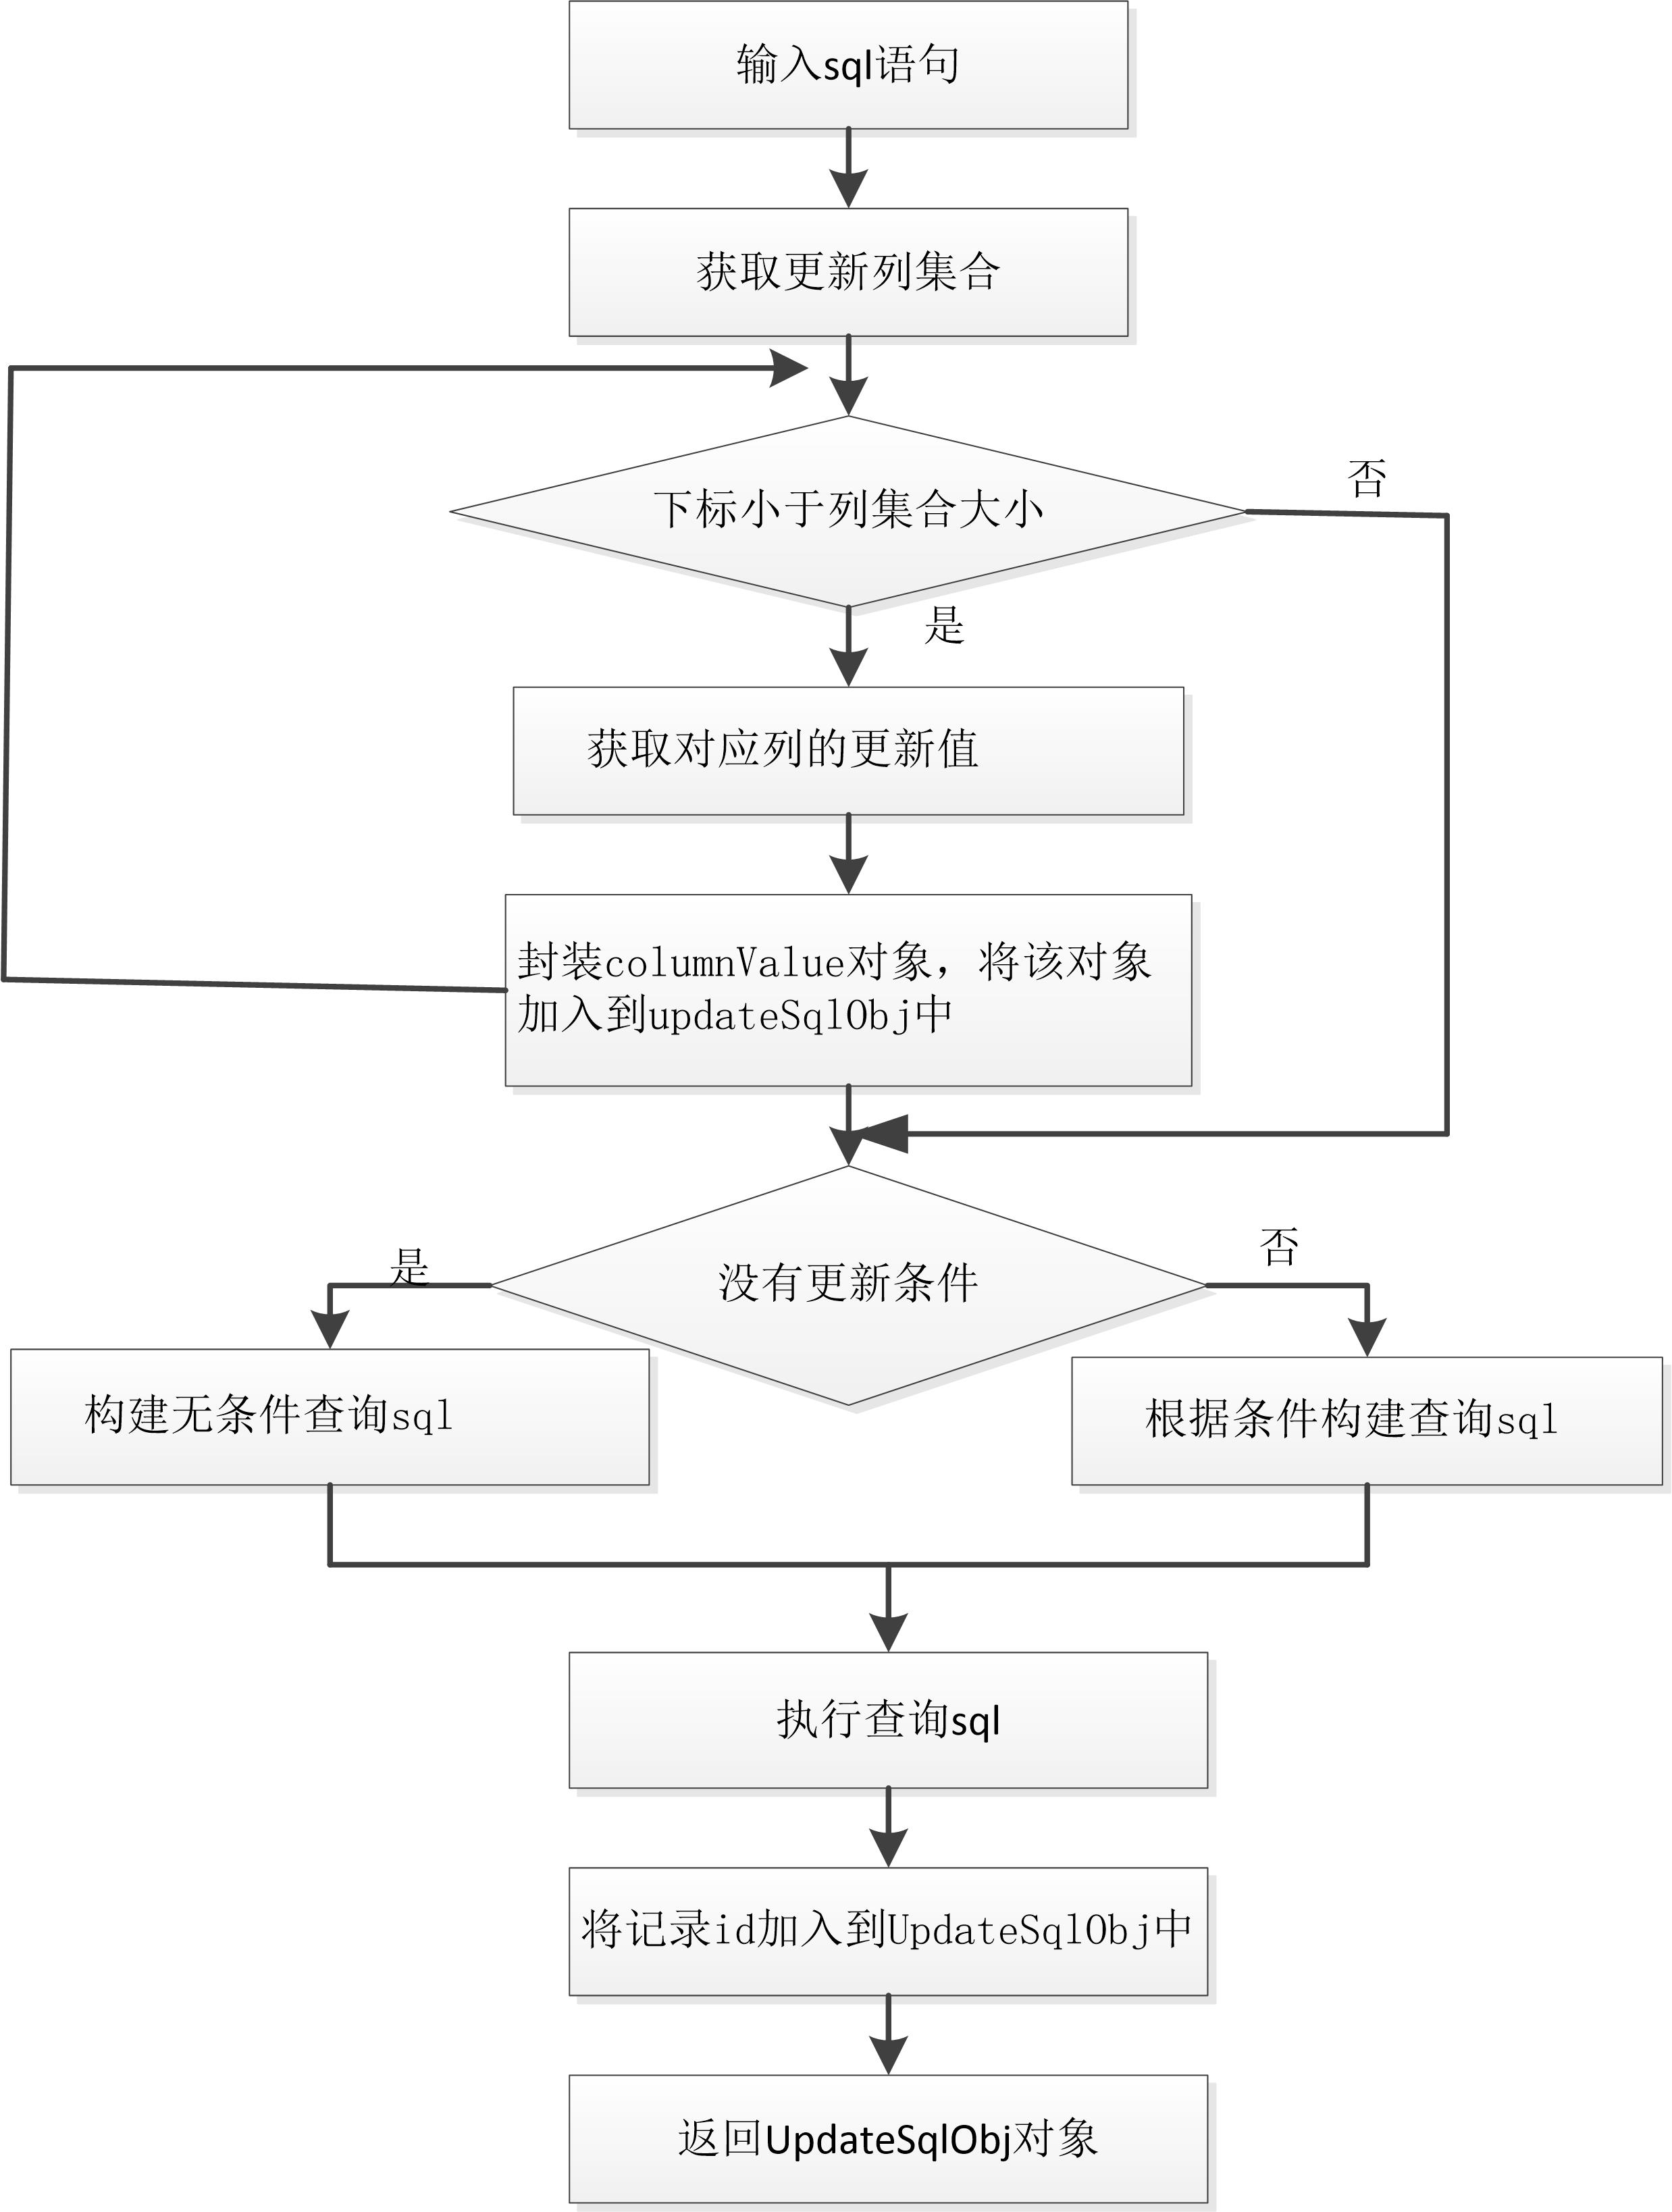 输入sql语句
获取更新列集合
下标小于列集合大小
否
是
获取对应列的更新值
封装columnValue对象，将该对象
加入到updateSqlObj中
是
没有更新条件
否
构建无条件查询sql
根据条件构建查询sql
执行查询sql
将记录id加入到UpdateSqlObj中
返回UpdateSqlObj对象